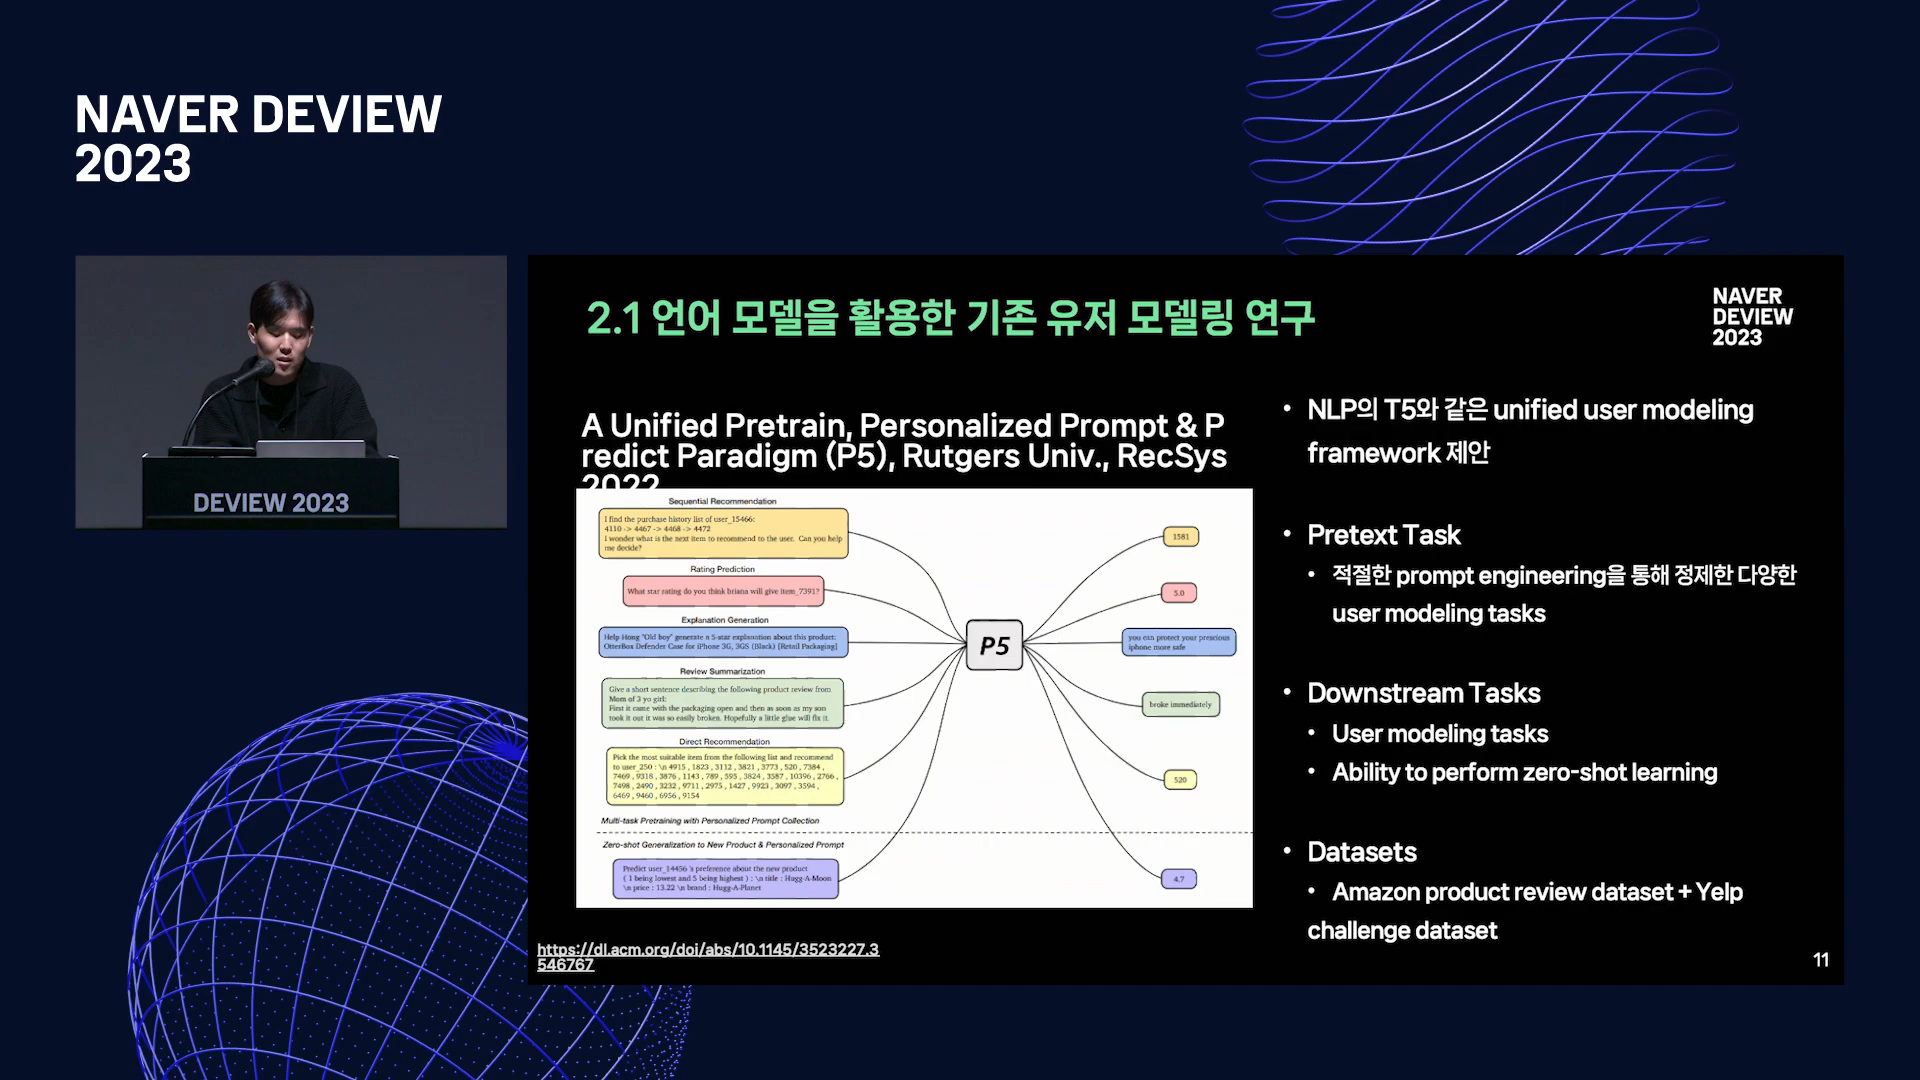 NAVER DEVIEW
2023
DEVIEW 2023
2.1 언어 모델을 활용한 기존 유저 모델링 연구
NAVER
DEVIEW
2023
A Unified Pretrain, Personalized Prompt & P
redict Paradigm (P5), Rutgers Univ., RecSys
2022
Sequential Recommendation
I find the purchase history list of user_15466:
4110 -> 4467 -> 4468 -> 4472
I wonder what is the next item to recommend to the user. Can you help
me decide?
Rating Prediction
What star rating do you think briana will give item_7391?
Explanation Generation
Help Hong "Old boy" generate a 5-star explanation about this product:
OtterBox Defender Case for iPhone 3G, 3GS (Black) [Retail Packaging]
Review Summarization
Give a short sentence describing the following product review from
Mom of 3 yo girl:
First it came with the packaging open and then as soon as my son
took it out it was so easily broken. Hopefully a little glue will fix it.
Direct Recommendation
Pick the most suitable item from the following list and recommend
to user_250 : \n 4915 , 1823 , 3112 , 3821 , 3773 , 520 , 7384 ,
7469 , 9318 , 3876 , 1143 , 789 , 595 , 3824 , 3587 , 10396 , 2766 ,
7498 , 2490 , 3232 , 9711 , 2975 , 1427 , 9923 , 3097 , 3594 ,
6469 , 9460 , 6956 , 9154
Multi-task Pretraining with Personalized Prompt Collection
Zero-shot Generalization to New Product & Personalized Prompt
Predict user_14456 's preference about the new product
( 1 being lowest and 5 being highest ) : \n title : Hugg-A-Moon
\n price : 13.22 \n brand : Hugg-A-Planet
P5
1581
5.0
you can protect your prescious
iphone more safe
broke immediately
520
4.7
https://dl.acm.org/doi/abs/10.1145/3523227.3
546767
• NLP의 T5와 같은 unified user modeling
framework 제안
• Pretext Task
• 적절한 prompt engineering을 통해 정제한 다양한
user modeling tasks
• Downstream Tasks
• User modeling tasks
• Ability to perform zero-shot learning
• Datasets
• Amazon product review dataset + Yelp
challenge dataset
11